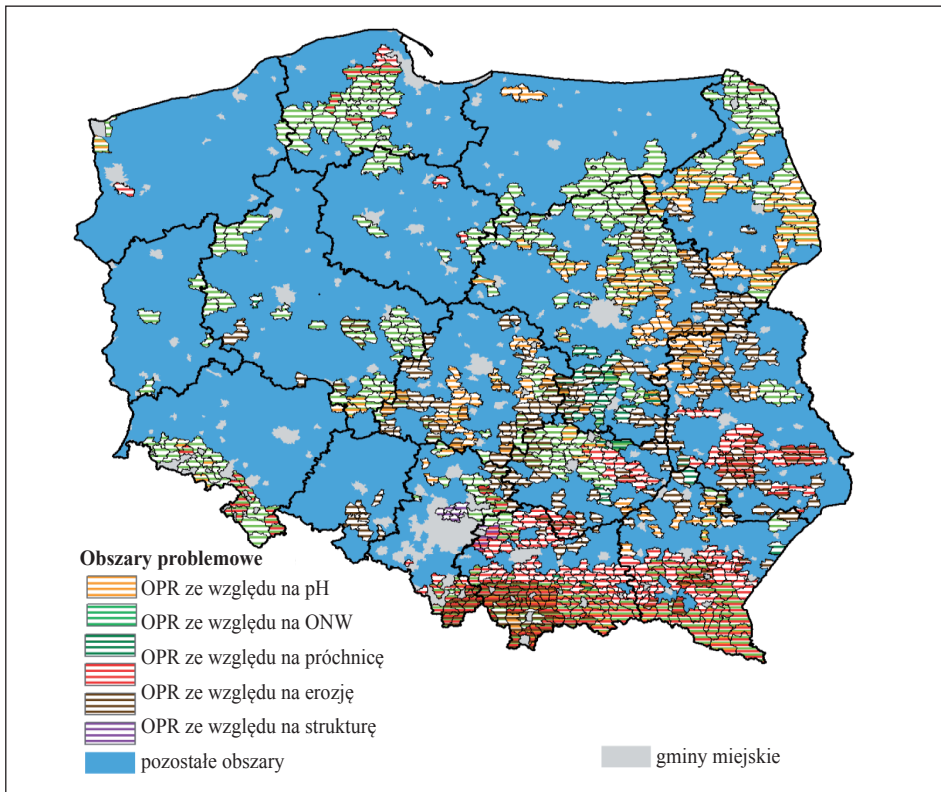 Obszary problemowe
OPR ze względu na pH
OPR ze względu na ONW
OPR ze względu na próchnicę
OPR ze względu na erozję
OPR ze względu na strukturę
pozostałe obszary
gminy miejskie